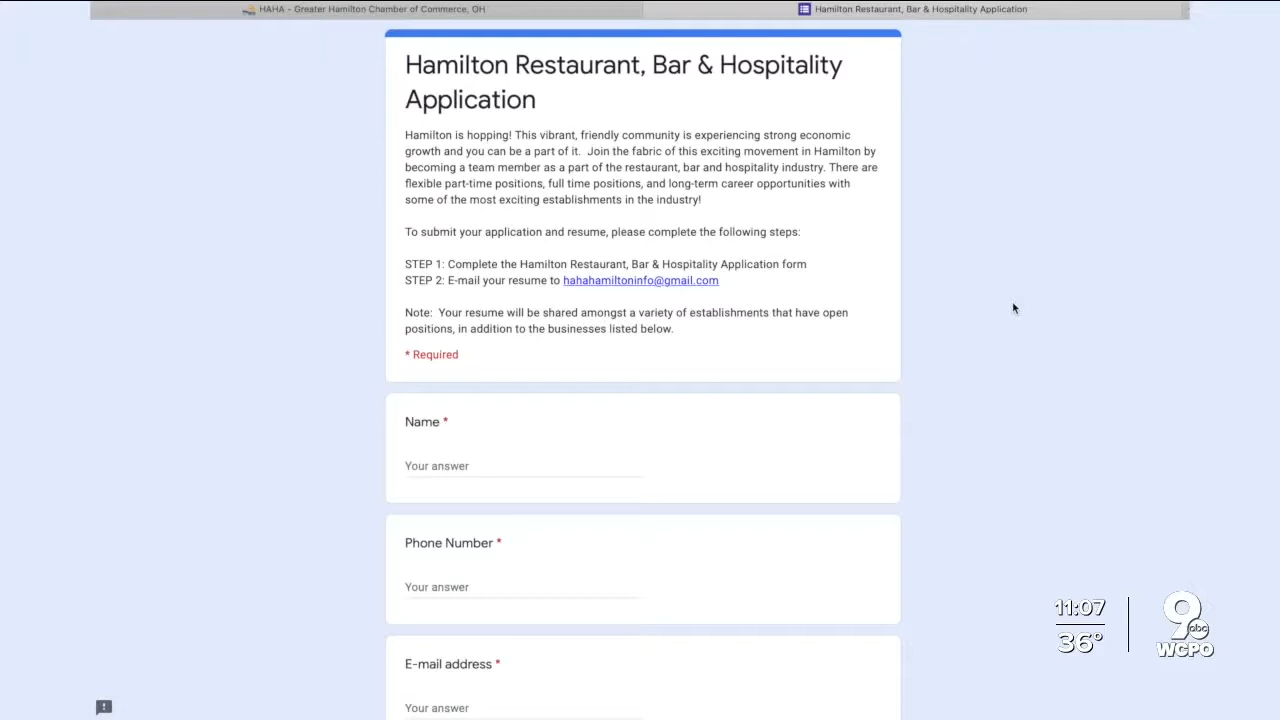 HAHA - Greater Hamilton Chamber of Commerce, OH
Hamilton Restaurant, Bar & Hospitality Application
Hamilton Restaurant, Bar & Hospitality
Application
Hamilton is hopping! This vibrant, friendly community is experiencing strong economic
growth and you can be a part of it.  Join the fabric of this exciting movement in Hamilton by
becoming a team member as a part of the restaurant, bar and hospitality industry. There are
flexible part-time positions, full time positions, and long-term career opportunities with
some of the most exciting establishments in the industry!
To submit your application and resume, please complete the following steps:
STEP 1: Complete the Hamilton Restaurant, Bar & Hospitality Application form
STEP 2: E-mail your resume to hahahamiltoninfo@gmail.com
Note:  Your resume will be shared amongst a variety of establishments that have open
positions, in addition to the businesses listed below.
* Required
Name *
Your answer
Phone Number *
Your answer
E-mail address *
Your answer
11:07
36°
9
abc
WCPO